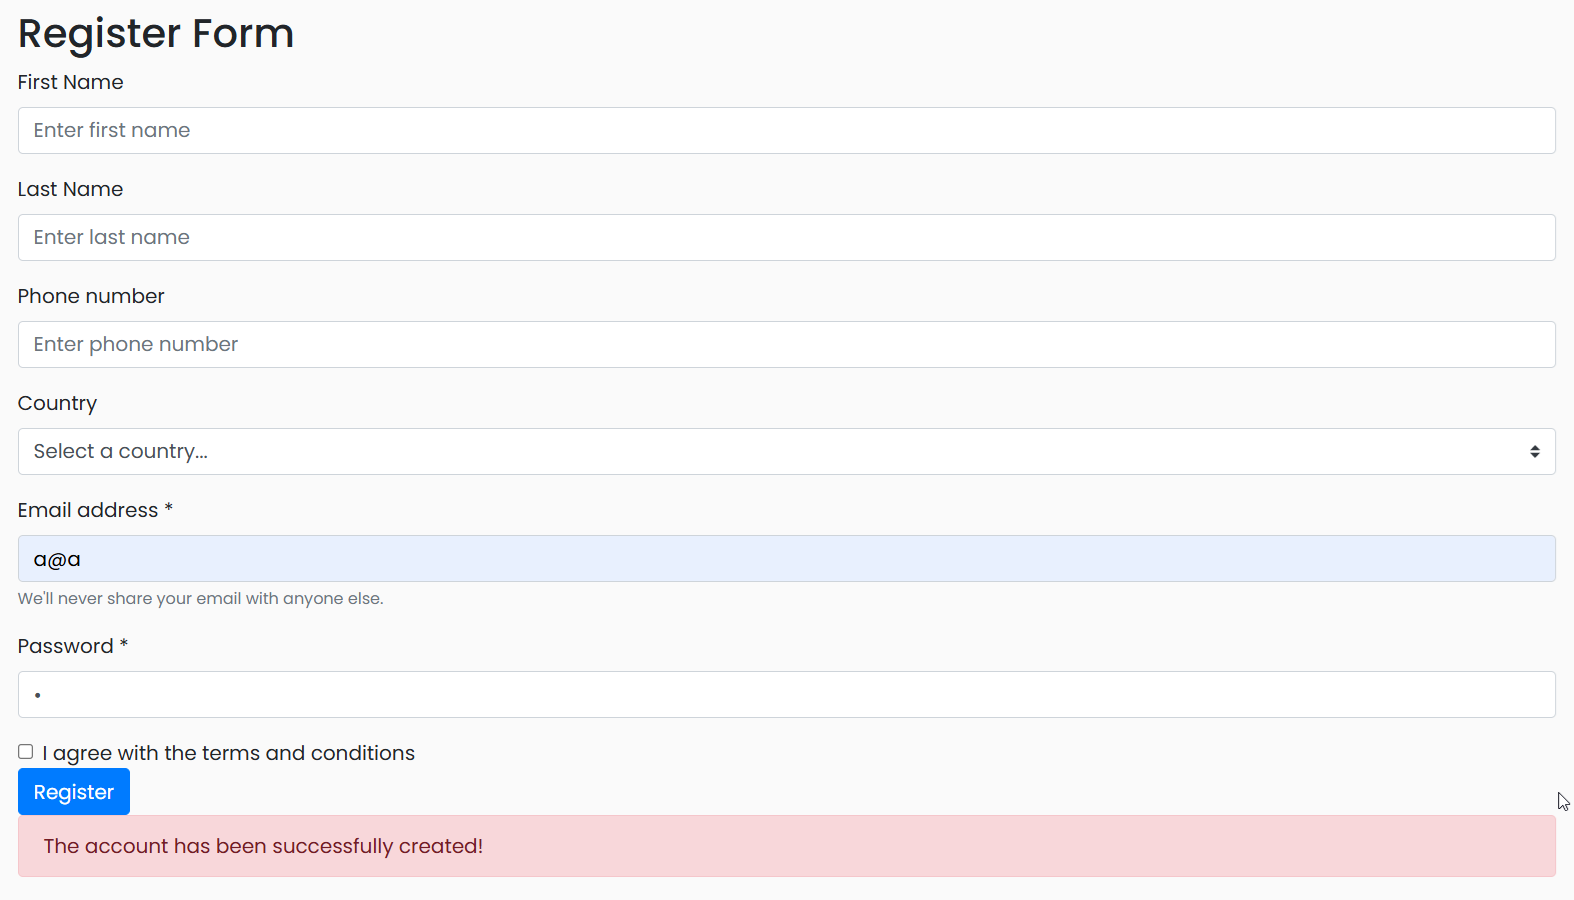 Register Form
First Name
Enter first name
Last Name
Enter last name
Phone number
Enter phone number
Country
Select a country...
Email address *
a@a
We'll never share your email with anyone else.
Password *
•
I agree with the terms and conditions
Register
The account has been successfully created!